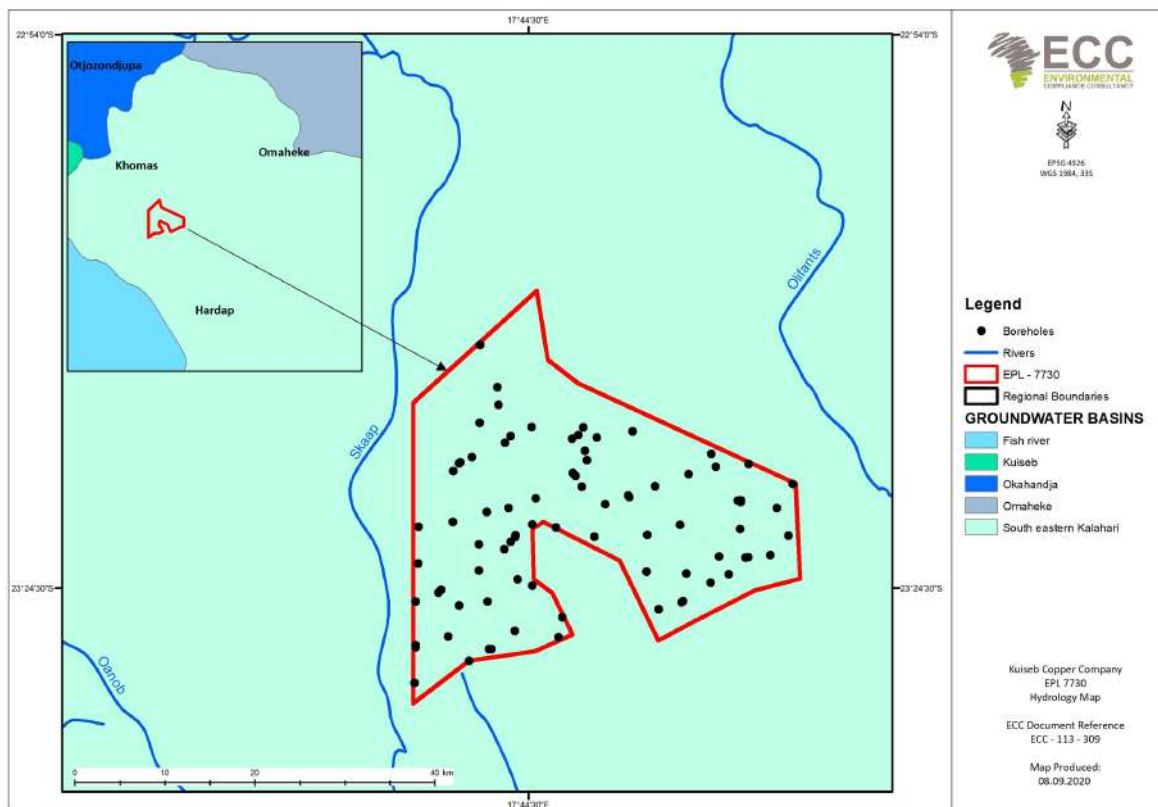 17°44'30"E
22°54'0"S
22°54'0"S
Otjozondjupa
Omaheke
Khomas
Hardap
Olifants
Skaap
Oanob
23°24'30"S
23°24'30"S
0 10 20 40 km
17°44'30"E
ECC
ENVIRONMENTAL
COMPLIANCE CONSULTANCY
N
EPSG 4326
WGS 1984, 33S
Legend
Boreholes
Rivers
EPL - 7730
Regional Boundaries
GROUNDWATER BASINS
Fish river
Kuiseb
Okahandja
Omaheke
South eastern Kalahari
Kuiseb Copper Company
EPL 7730
Hydrology Map
ECC Document Reference
ECC - 113 - 309
Map Produced:
08.09.2020